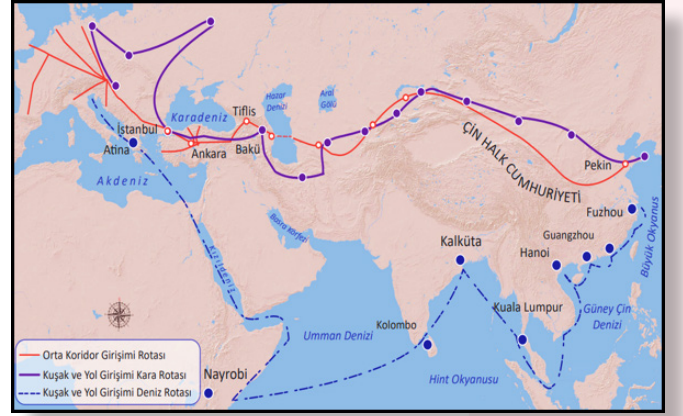 Karadeniz
Hazar
Denizi
Aral
Gölü
Tiflis
İstanbul
Atina
Ankara
Bakü
Akdeniz
ÇİN HALK CUMHURİYETİ
Pekin
Fuzhou
Guangzhou
Hanoi
Büyük Okyanus
Basra Körfezi
Kızıldeniz
Kalküta
Kuala Lumpur
Güney Çin
Denizi
Umman Denizi
Kolombo
Hint Okyanusu
Nayrobi
Orta Koridor Girişimi Rotası
Kuşak ve Yol Girişimi Kara Rotası
Kuşak ve Yol Girişimi Deniz Rotası